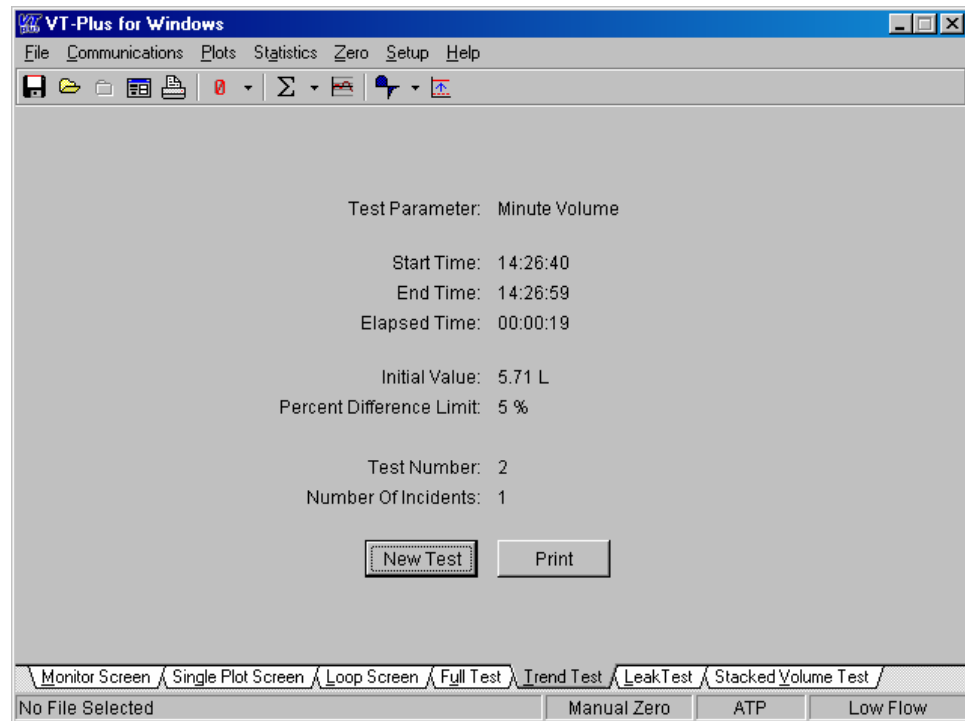 VT-Plus for Windows
File Communications Plots Statistics Zero Setup Help
0 Σ
Test Parameter: Minute Volume
Start Time: 14:26:40
End Time: 14:26:59
Elapsed Time: 00:00:19
Initial Value: 5.71 L
Percent Difference Limit: 5 %
Test Number: 2
Number Of Incidents: 1
New Test Print
Monitor Screen Single Plot Screen Loop Screen Full Test Trend Test LeakTest Stacked Volume Test
No File Selected Manual Zero ATP Low Flow